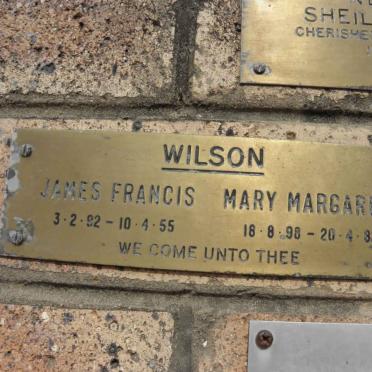 SHEIL
CHERISHE
WILSON
JAMES FRANCIS MARY MARGAR
3·2·92 - 10·4·55 18·8·98 - 20·4·8
WE COME UNTO THEE